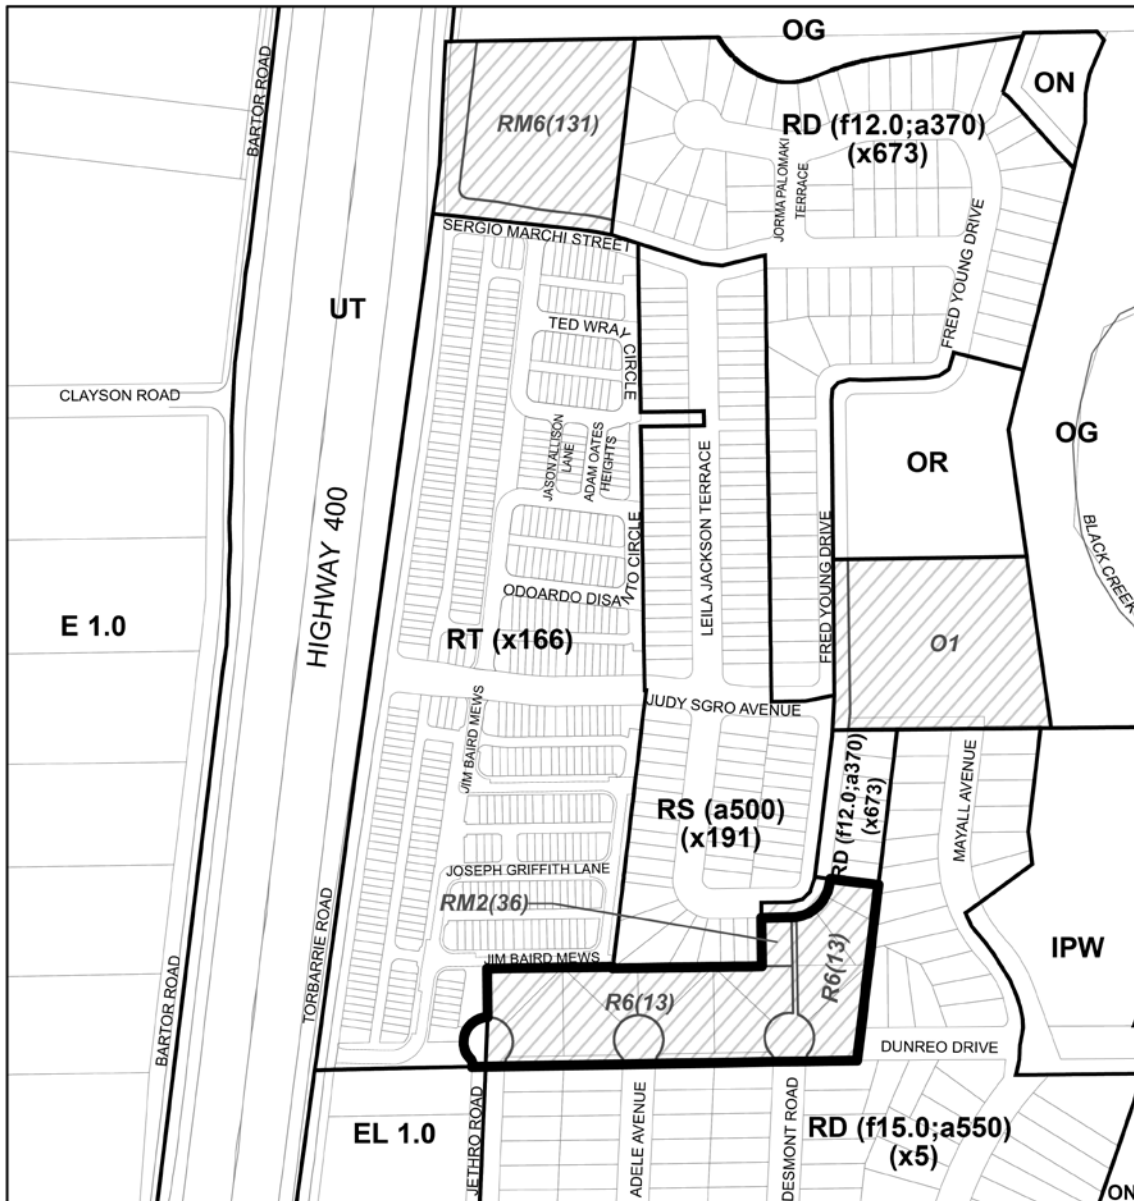 OG
BARTOR ROAD
ON
RM6(131)
RD (f12.0;a370)
(x673)
JORMA PALOMAKI
TERRACE
SERGIO MARCHI STREET
FRED YOUNG DRIVE
UT
TED WRAY
CIRCLE
CLAYSON ROAD
JASON ALLISON
LANE
ADAM OATES
HEIGHTS
OG
OR
LEILA JACKSON TERRACE
HIGHWAY 400
NTO CIRCLE
FRED YOUNG DRIVE
BLACK CREEK
ODOARDO DISA
E 1.0
RT (x166)
O1
JUDY SGRO AVENUE
JIM BAIRD MEWS
RD (f12.0;a370)
(x673)
MAYALL AVENUE
RS (a500)
(x191)
JOSEPH GRIFFITH LANE
RM2(36)
TORBARRIE ROAD
JIM BAIRD MEWS
IPW
R6(13)
R6(13)
BARTOR ROAD
DUNREO DRIVE
EL 1.0
JETHRO ROAD
ADELE AVENUE
DESMONT ROAD
RD (f15.0;a550)
(x5)
ON